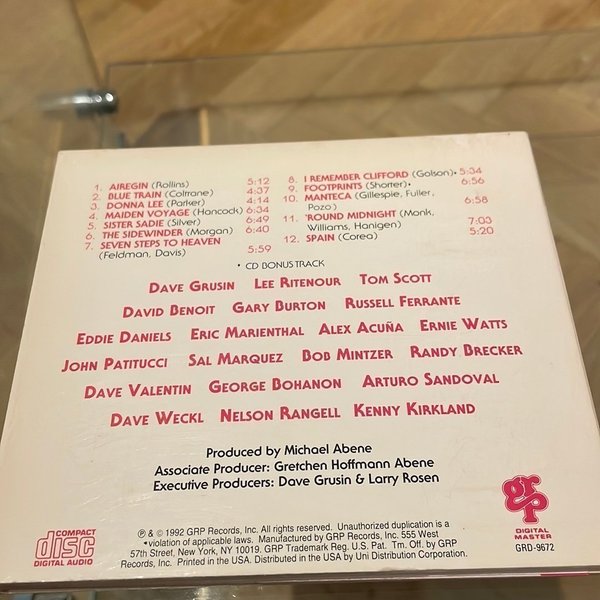 1. AIREGIN (Rollins) 5:12
2. BLUE TRAIN (Coltrane) 4:37
3. DONNA LEE (Parker) 4:14
4. MAIDEN VOYAGE (Hancock) 6:34
5. SISTER SADIE (Silver) 6:49
6. THE SIDEWINDER (Morgan) 6:40
7. SEVEN STEPS TO HEAVEN
(Feldman, Davis) 5:59
8. I REMEMBER CLIFFORD (Golson)• 5:34
9. FOOTPRINTS (Shorter)• 6:56
10. MANTECA (Gillespie, Fuller,
Pozo) 6:58
11. 'ROUND MIDNIGHT (Monk,
Williams, Hanigen) 7:03
12. SPAIN (Corea) 5:20
• CD BONUS TRACK
DAVE GRUSIN LEE RITENOUR TOM SCOTT
DAVID BENOIT GARY BURTON RUSSELL FERRANTE
EDDIE DANIELS ERIC MARIENTHAL ALEX ACUÑA ERNIE WATTS
JOHN PATITUCCI SAL MARQUEZ BOB MINTZER RANDY BRECKER
DAVE VALENTIN GEORGE BOHANON ARTURO SANDOVAL
DAVE WECKL NELSON RANGELL KENNY KIRKLAND
Produced by Michael Abene
Associate Producer: Gretchen Hoffmann Abene
Executive Producers: Dave Grusin & Larry Rosen
COMPACT
disc
DIGITAL AUDIO
℗ & © 1992 GRP Records, Inc. All rights reserved. Unauthorized duplication is a
violation of applicable laws. Manufactured by GRP Records, Inc. 555 West
57th Street, New York, NY 10019. GRP Trademark Reg. U.S. Pat. Tm. Off. by GRP
Records, Inc. Printed in the USA. Distributed in the USA by Uni Distribution Corporation.
grp
DIGITAL
MASTER
GRD-9672